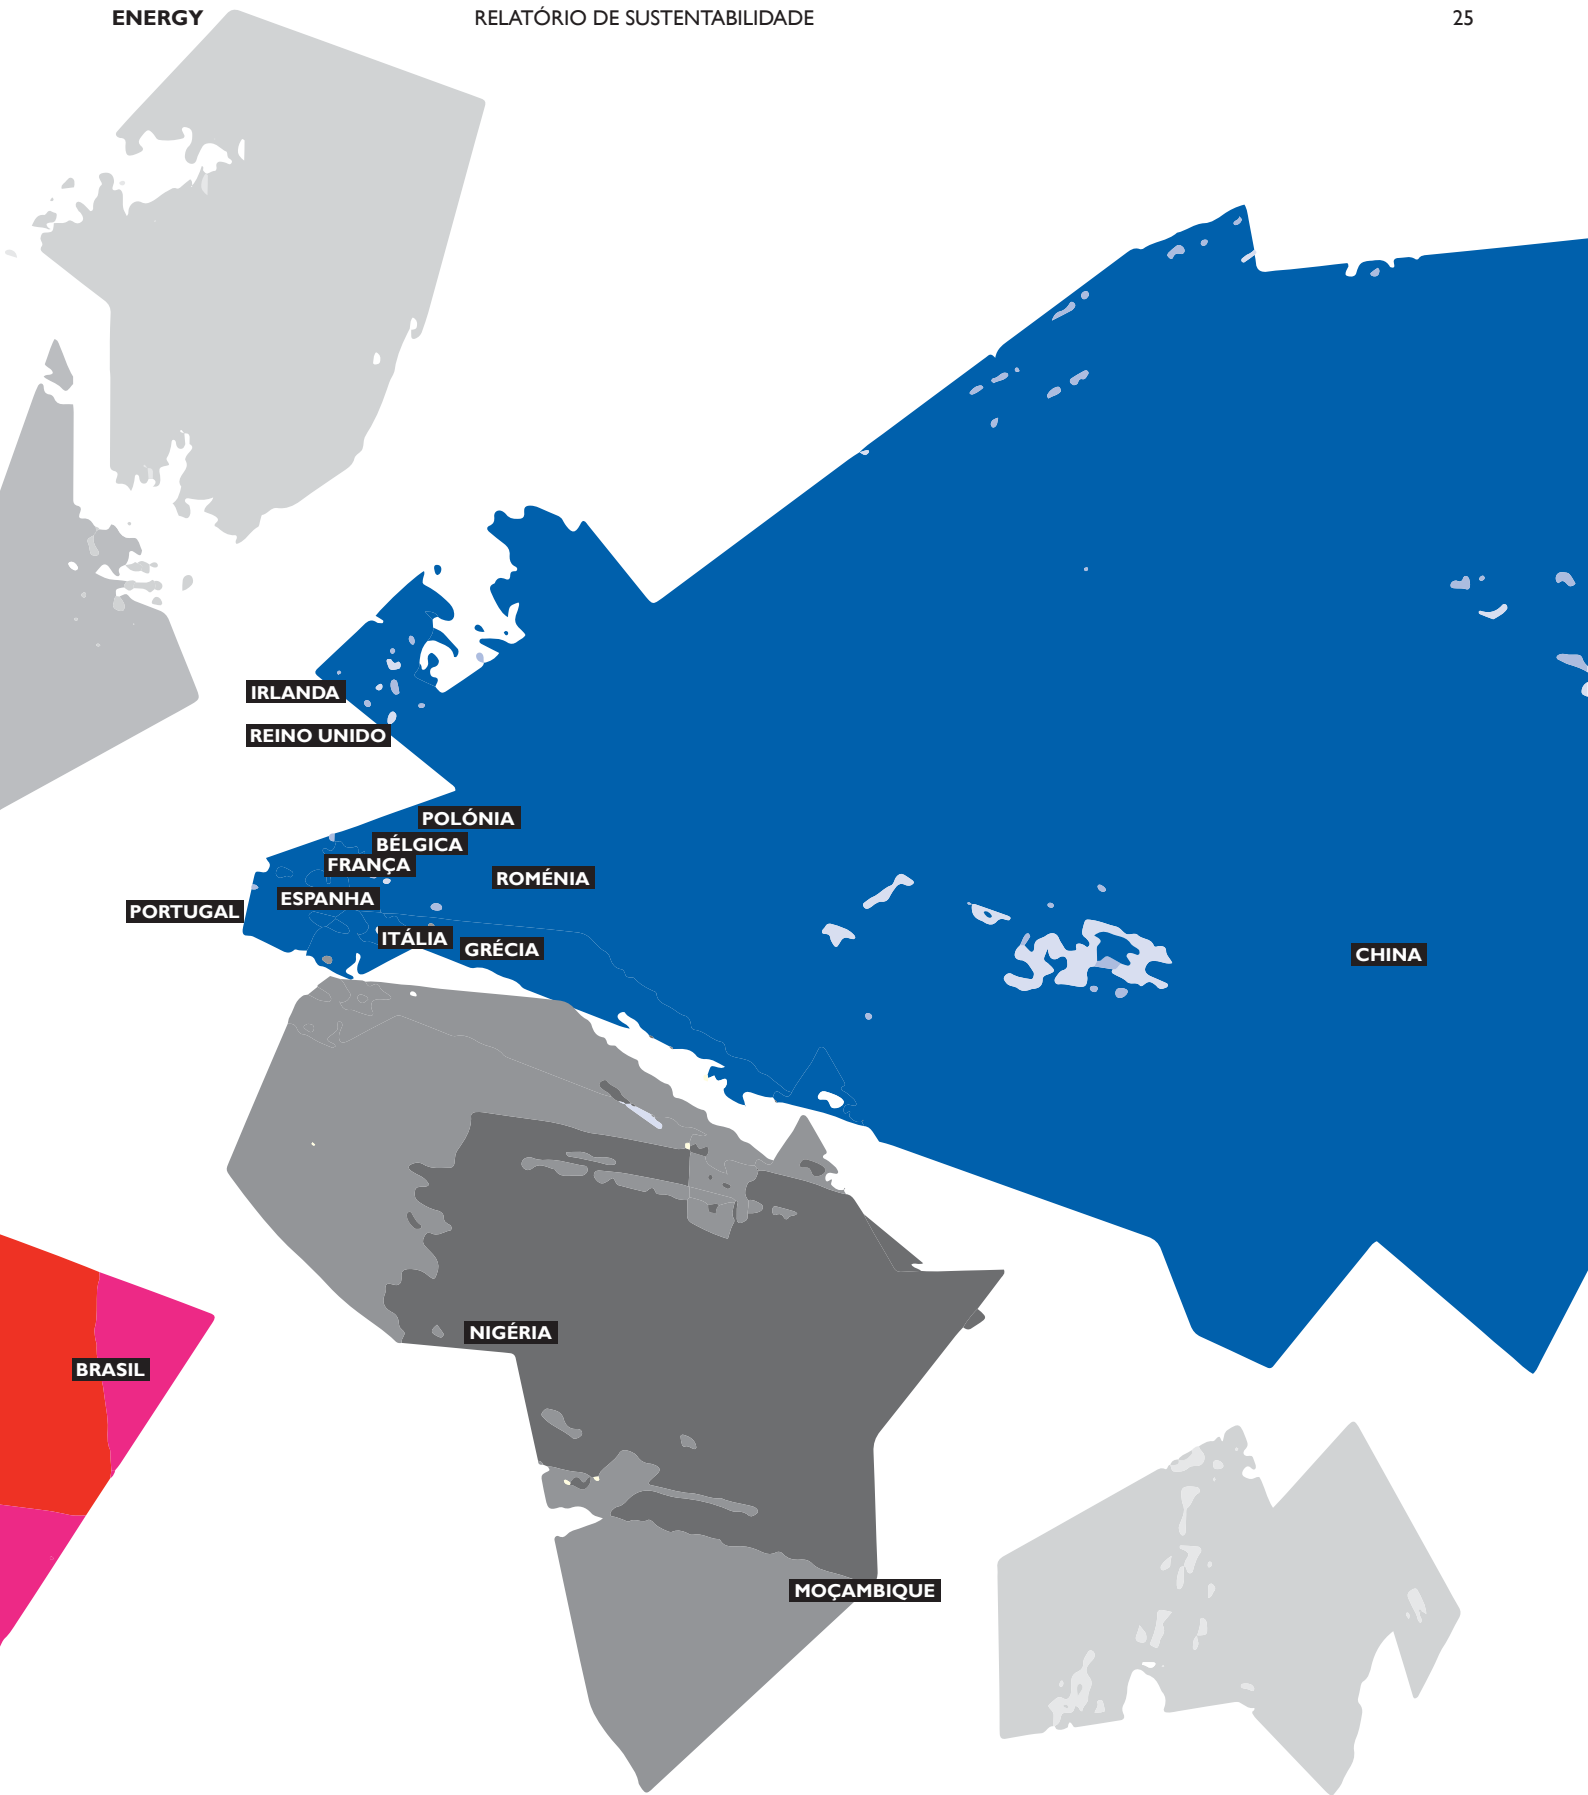 ENERGY RELATÓRIO DE SUSTENTABILIDADE 25
IRLANDA
REINO UNIDO
POLÓNIA
BÉLGICA
FRANÇA
ROMÉNIA
ESPANHA
PORTUGAL
ITÁLIA
GRÉCIA
CHINA
NIGÉRIA
BRASIL
MOÇAMBIQUE